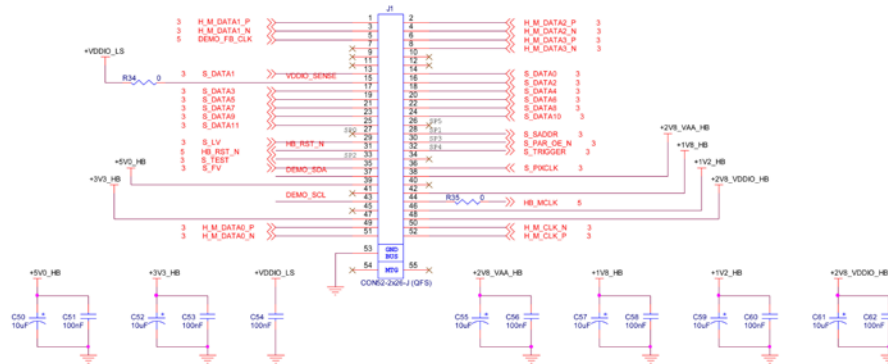 J1
3 H_M_DATA1_P 1 2 H_M_DATA2_P 3
3 H_M_DATA1_N 3 4 H_M_DATA2_N 3
5 DEMO_FB_CLK 5 6 H_M_DATA3_P 3
7 8 H_M_DATA3_N 3
+VDDIO_LS 9 10
11 12
3 S_DATA1 13 14 S_DATA0 3
R34 0 VDDIO_SENSE 15 16 S_DATA2 3
3 S_DATA3 17 18 S_DATA4 3
3 S_DATA5 19 20 S_DATA6 3
3 S_DATA7 21 22 S_DATA8 3
3 S_DATA9 23 24 S_DATA10 3
3 S_DATA11 25 26 SP5
27 28 SP1 S_SADDR 3
3 S_LV 29 30 SP3 S_PAR_OE_N 3
5 HB_RST_N HB_RST_N 31 32 SP4 S_TRIGGER 3
3 S_TEST SP2 33 34
3 S_FV 35 36 S_PIXCLK 3
+5V0_HB DEMO_SDA 37 38 +2V8_VAA_HB
39 40
+3V3_HB 41 42 +1V8_HB
DEMO_SCL 43 44 R35 0 HB_MCLK 5
45 46 +1V2_HB
47 48 +2V8_VDDIO_HB
3 H_M_DATA0_P 49 50 H_M_CLK_N 3
3 H_M_DATA0_N 51 52 H_M_CLK_P 3
53 GND
BUS
54 MTG 55
CON52-2x26-J (QFS)
+5V0_HB +3V3_HB +VDDIO_LS +2V8_VAA_HB +1V8_HB +1V2_HB +2V8_VDDIO_HB
C50 C51 C52 C53 C54 C55 C56 C57 C58 C59 C60 C61 C62
10uF 100nF 10uF 100nF 100nF 10uF 100nF 10uF 100nF 10uF 100nF 10uF 100nF